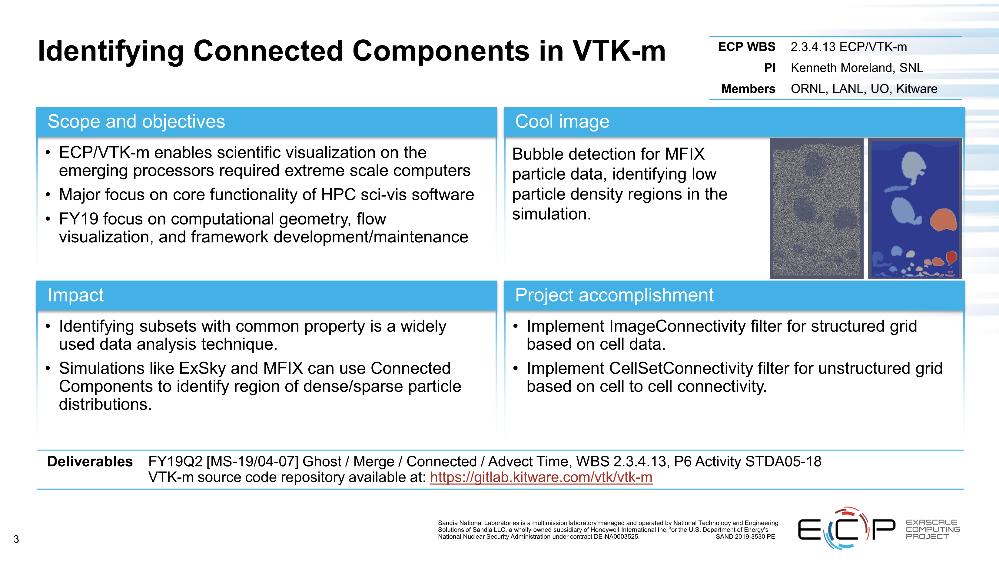 Identifying Connected Components in VTK-m
ECP WBS 2.3.4.13 ECP/VTK-m
PI Kenneth Moreland, SNL
Members ORNL, LANL, UO, Kitware
Scope and objectives
• ECP/VTK-m enables scientific visualization on the
emerging processors required extreme scale computers
• Major focus on core functionality of HPC sci-vis software
• FY19 focus on computational geometry, flow
visualization, and framework development/maintenance
Cool image
Bubble detection for MFIX
particle data, identifying low
particle density regions in the
simulation.
Impact
• Identifying subsets with common property is a widely
used data analysis technique.
• Simulations like ExSky and MFIX can use Connected
Components to identify region of dense/sparse particle
distributions.
Project accomplishment
• Implement ImageConnectivity filter for structured grid
based on cell data.
• Implement CellSetConnectivity filter for unstructured grid
based on cell to cell connectivity.
Deliverables FY19Q2 [MS-19/04-07] Ghost / Merge / Connected / Advect Time, WBS 2.3.4.13, P6 Activity STDA05-18
VTK-m source code repository available at: https://gitlab.kitware.com/vtk/vtk-m
3
Sandia National Laboratories is a multimission laboratory managed and operated by National Technology and Engineering
Solutions of Sandia LLC, a wholly owned subsidiary of Honeywell International Inc. for the U.S. Department of Energy's
National Nuclear Security Administration under contract DE-NA0003525. SAND 2019-3530 PE
ECP
EXASCALE
COMPUTING
PROJECT